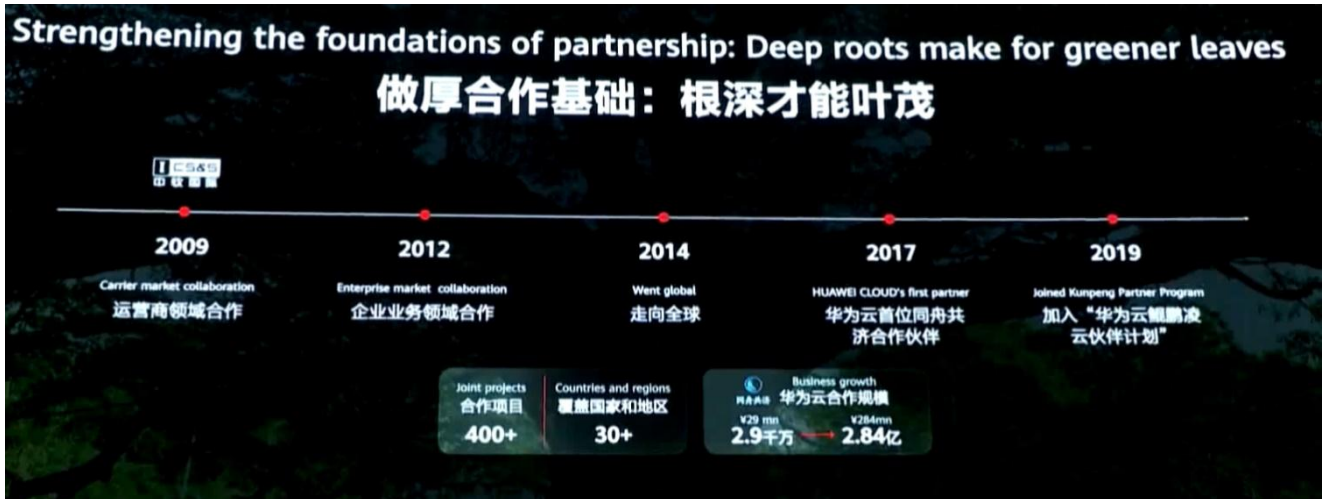 Strengthening the foundations of partnership: Deep roots make for greener leaves
做厚合作基础：根深才能叶茂
CS&S
中软国际
2009
Carrier market collaboration
运营商领域合作
2012
Enterprise market collaboration
企业业务领域合作
2014
Went global
走向全球
2017
HUAWEI CLOUD's first partner
华为云首位同舟共
济合作伙伴
2019
Joined Kunpeng Partner Program
加入“华为云鲲鹏凌
云伙伴计划”
Joint projects
合作项目
400+
Countries and regions
覆盖国家和地区
30+
同舟共济
Business growth
华为云合作规模
¥29 mn
2.9千万
¥284mn
2.84亿